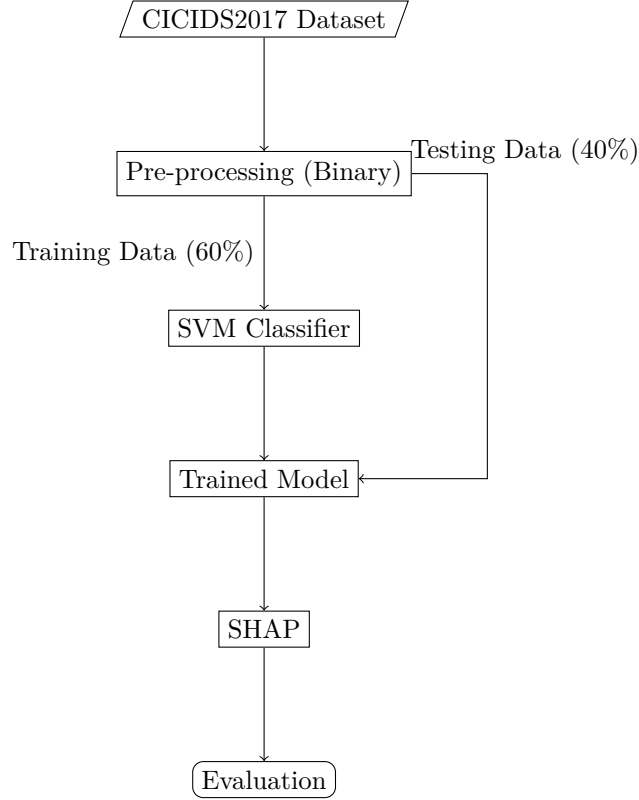 CICIDS2017 Dataset
Testing Data (40%)
Pre-processing (Binary)
Training Data (60%)
SVM Classifier
Trained Model
SHAP
Evaluation